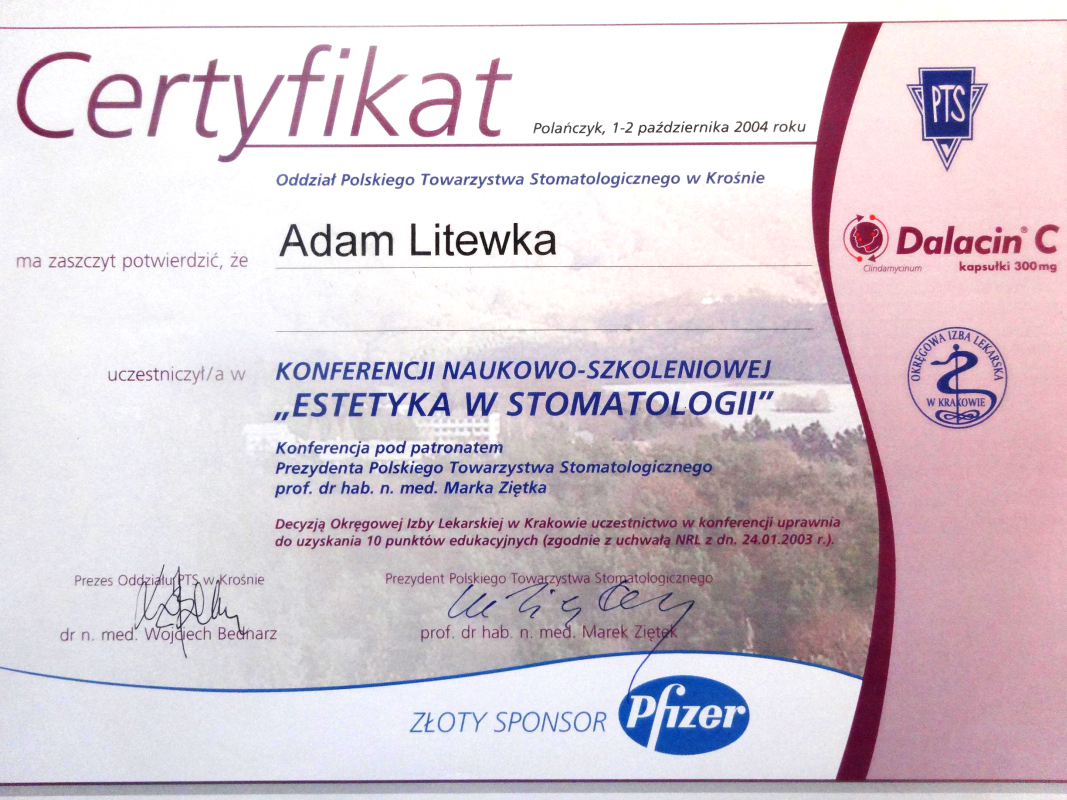 Certyfikat
Polańczyk, 1-2 października 2004 roku
Oddział Polskiego Towarzystwa Stomatologicznego w Krośnie
ma zaszczyt potwierdzić, że
Adam Litewka
uczestniczył/a w
KONFERENCJI NAUKOWO-SZKOLENIOWEJ
„ESTETYKA W STOMATOLOGII”
Konferencja pod patronatem
Prezydenta Polskiego Towarzystwa Stomatologicznego
prof. dr hab. n. med. Marka Ziętka
Decyzją Okręgowej Izby Lekarskiej w Krakowie uczestnictwo w konferencji uprawnia
do uzyskania 10 punktów edukacyjnych (zgodnie z uchwałą NRL z dn. 24.01.2003 r.).
Prezes Oddziału PTS w Krośnie
dr n. med. Wojciech Bednarz
Prezydent Polskiego Towarzystwa Stomatologicznego
prof. dr hab. n. med. Marek Ziętek
ZŁOTY SPONSOR
Pfizer
PTS
Dalacin® C
Clindamycinum
kapsułki 300mg
OKRĘGOWA IZBA LEKARSKA
W KRAKOWIE